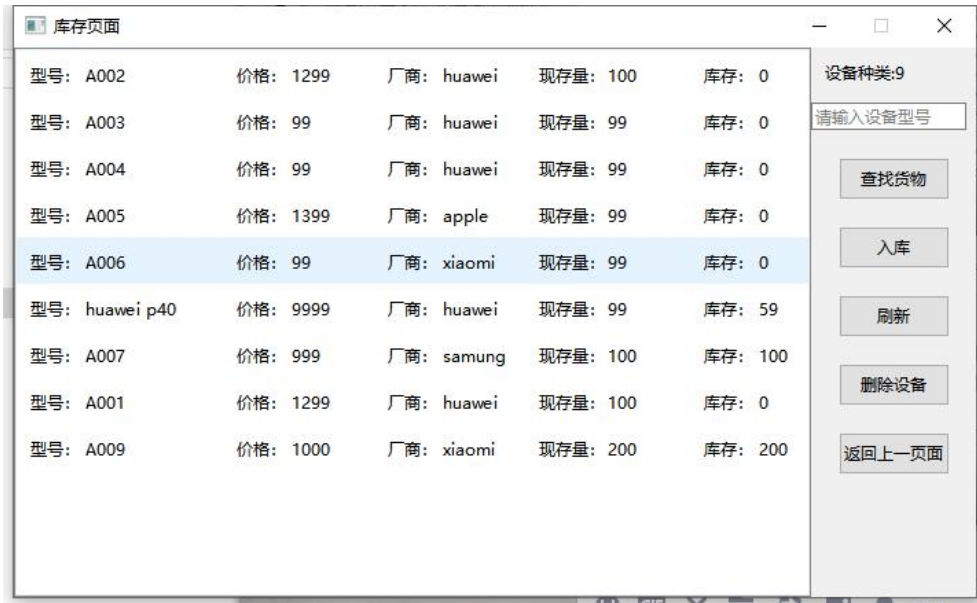 库存页面
型号: A002 价格: 1299 厂商: huawei 现存量: 100 库存: 0
型号: A003 价格: 99 厂商: huawei 现存量: 99 库存: 0
型号: A004 价格: 99 厂商: huawei 现存量: 99 库存: 0
型号: A005 价格: 1399 厂商: apple 现存量: 99 库存: 0
型号: A006 价格: 99 厂商: xiaomi 现存量: 99 库存: 0
型号: huawei p40 价格: 9999 厂商: huawei 现存量: 99 库存: 59
型号: A007 价格: 999 厂商: samung 现存量: 100 库存: 100
型号: A001 价格: 1299 厂商: huawei 现存量: 100 库存: 0
型号: A009 价格: 1000 厂商: xiaomi 现存量: 200 库存: 200
设备种类:9
请输入设备型号
查找货物
入库
刷新
删除设备
返回上一页面